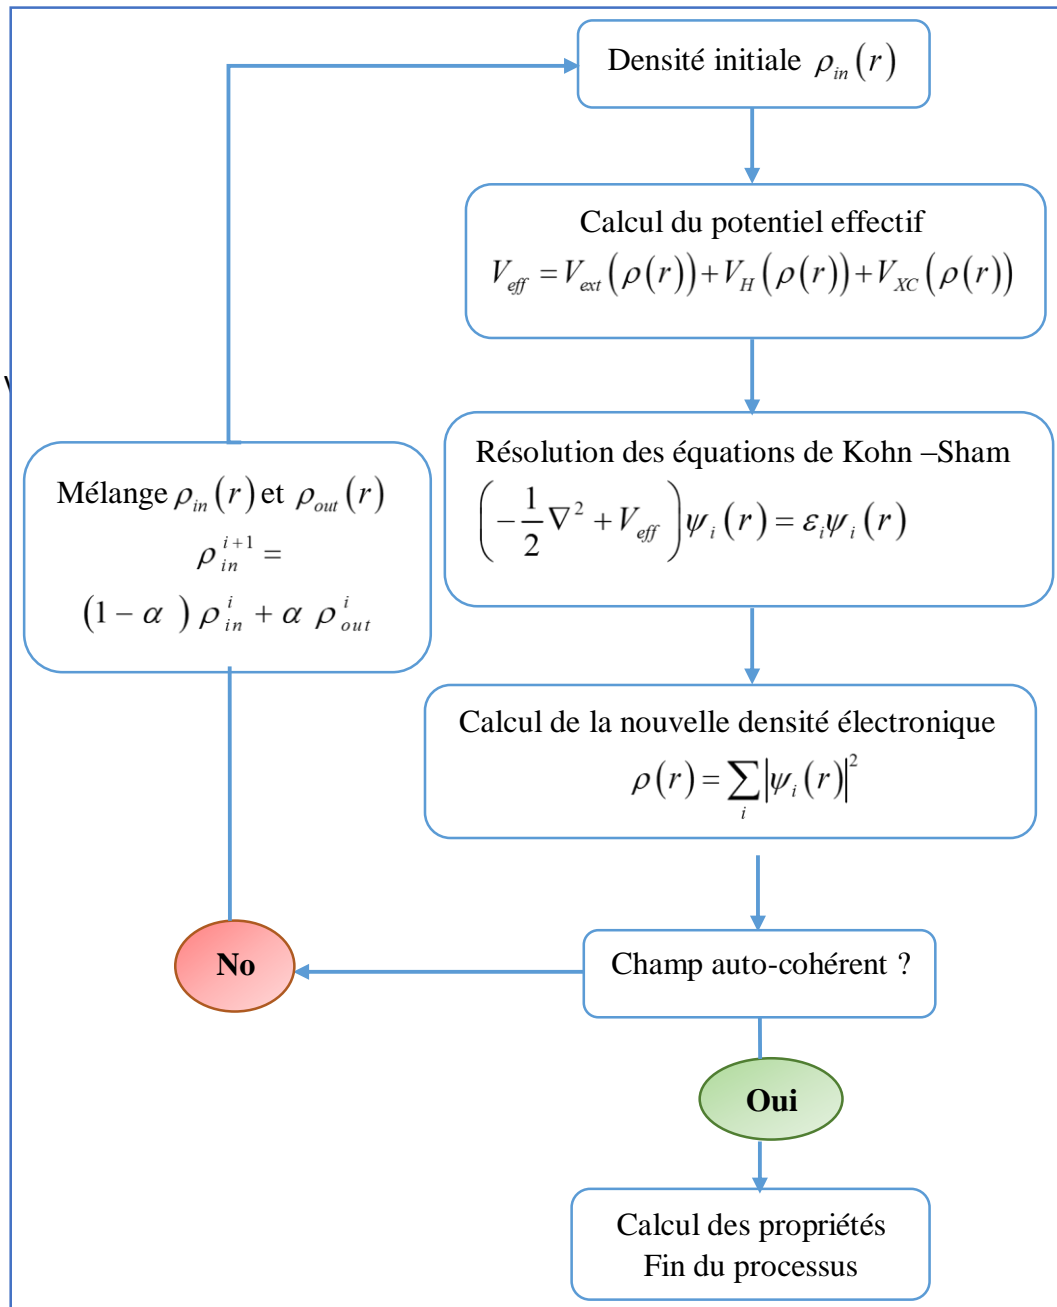 Densité initiale ρ_in(r)
Calcul du potentiel effectif
V_eff = V_ext(ρ(r)) + V_H(ρ(r)) + V_XC(ρ(r))
Résolution des équations de Kohn –Sham
(-1/2 ∇² + V_eff) ψ_i(r) = ε_i ψ_i(r)
Mélange ρ_in(r) et ρ_out(r)
ρ_in^{i+1} =
(1 − α ) ρ_in^i + α ρ_out^i
Calcul de la nouvelle densité électronique
ρ(r) = ∑_i |ψ_i(r)|²
No
Champ auto-cohérent ?
Oui
Calcul des propriétés
Fin du processus